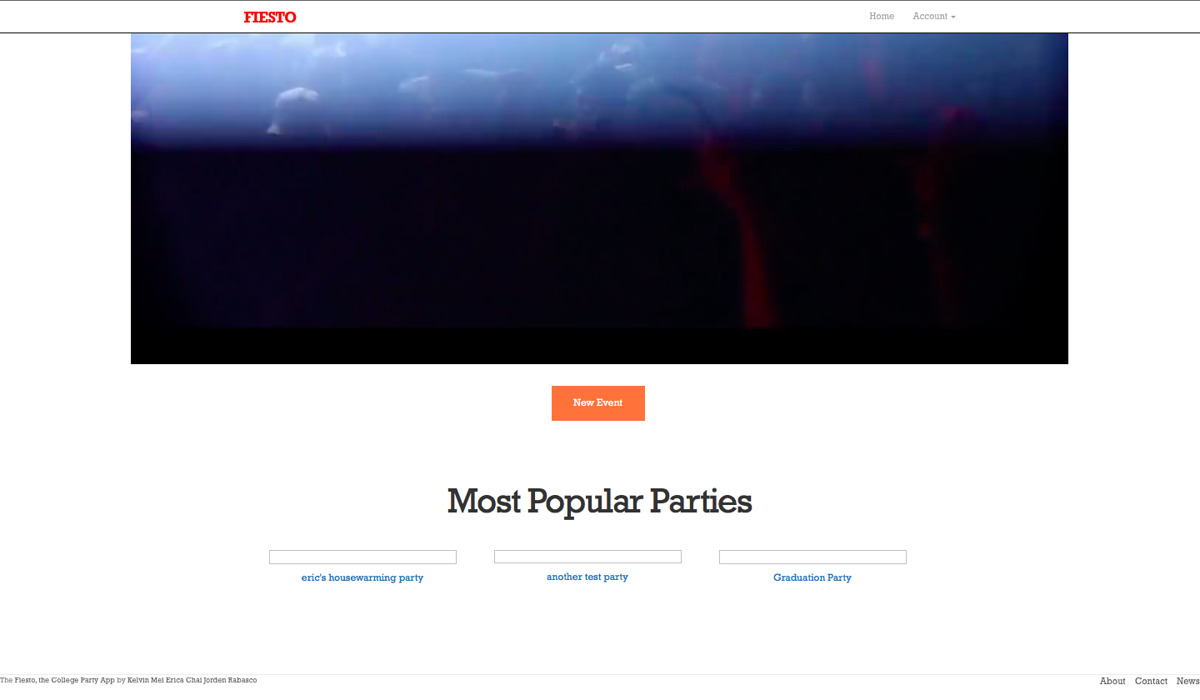 FIESTO Home Account
New Event
Most Popular Parties
eric's housewarming party another test party Graduation Party
The Fiesto, the College Party App by Kelvin Mei Erica Chai Jorden Rabasco About Contact News